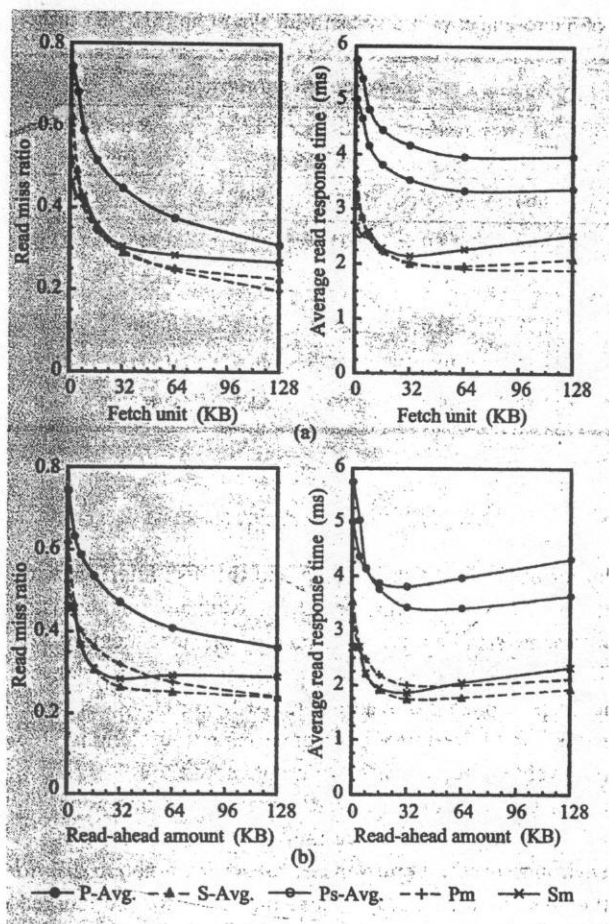 0.8
0.6
0.4
0.2
0
Read miss ratio
0 32 64 96 128
Fetch unit (KB)
6
5
4
3
2
1
0
Average read response time (ms)
0 32 64 96 128
Fetch unit (KB)
(a)
0.8
0.6
0.4
0.2
0
Read miss ratio
0 32 64 96 128
Read-ahead amount (KB)
6
5
4
3
2
1
0
Average read response time (ms)
0 32 64 96 128
Read-ahead amount (KB)
(b)
P-Avg. S-Avg. Ps-Avg. Pm Sm